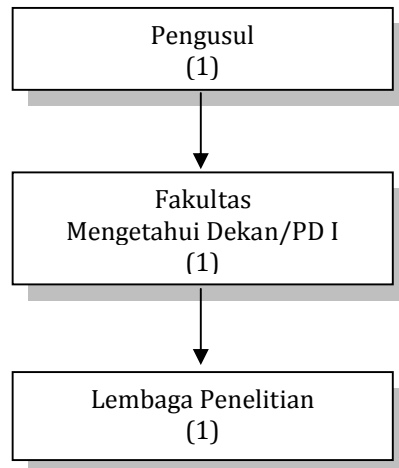 Pengusul
(1)
Fakultas
Mengetahui Dekan/PD I
(1)
Lembaga Penelitian
(1)